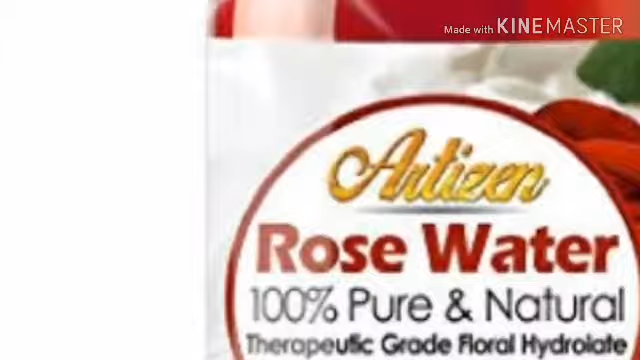 Made with KINEMASTER
Artizen
Rose Water
100% Pure & Natural
Therapeutic Grade Floral Hydrolate